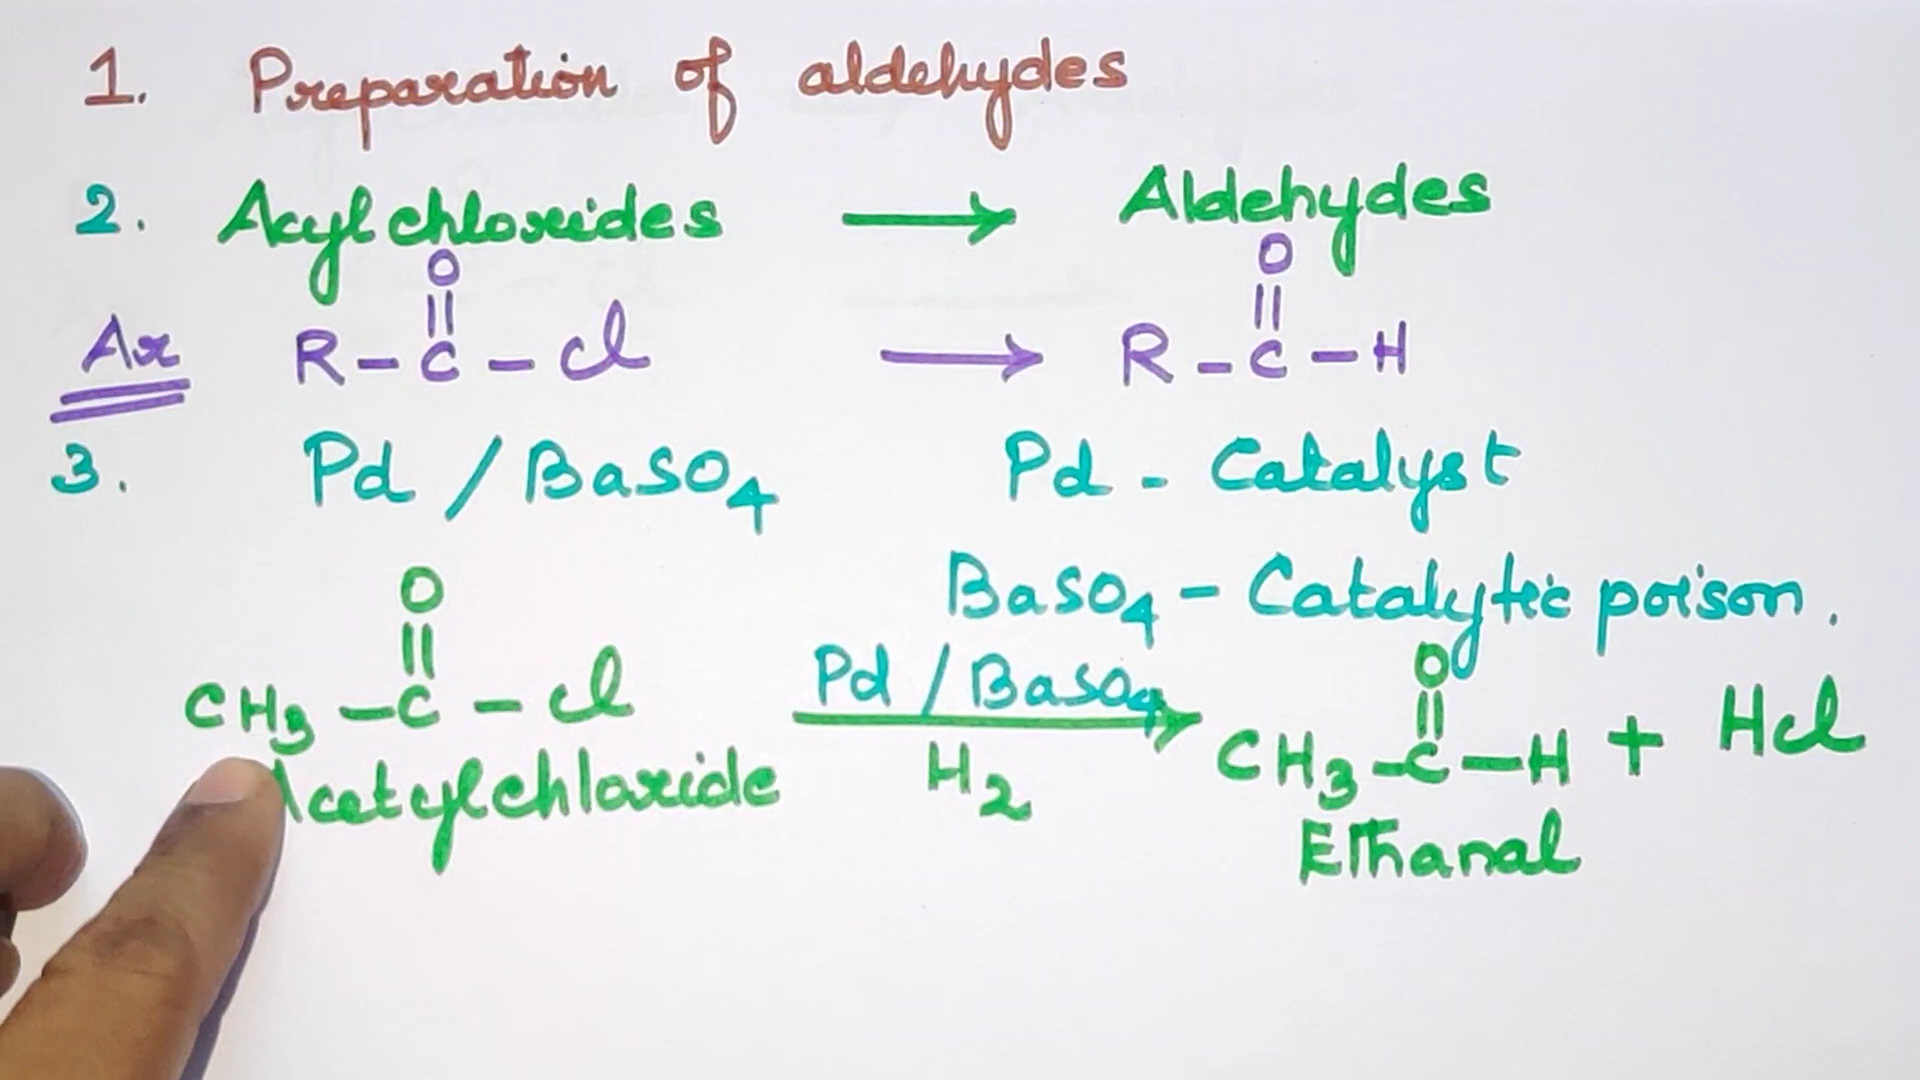 1. Preparation of aldehydes
2. Acylchlorides → Aldehydes
O O
|| ||
Ar R-C-Cl → R-C-H
3. Pd / BaSO4 Pd - Catalyst
BaSO4 - Catalytic poison.
O Pd / BaSO4 O
|| ||
CH3-C-Cl → CH3-C-H + HCl
Acetylchloride H2 Ethanal